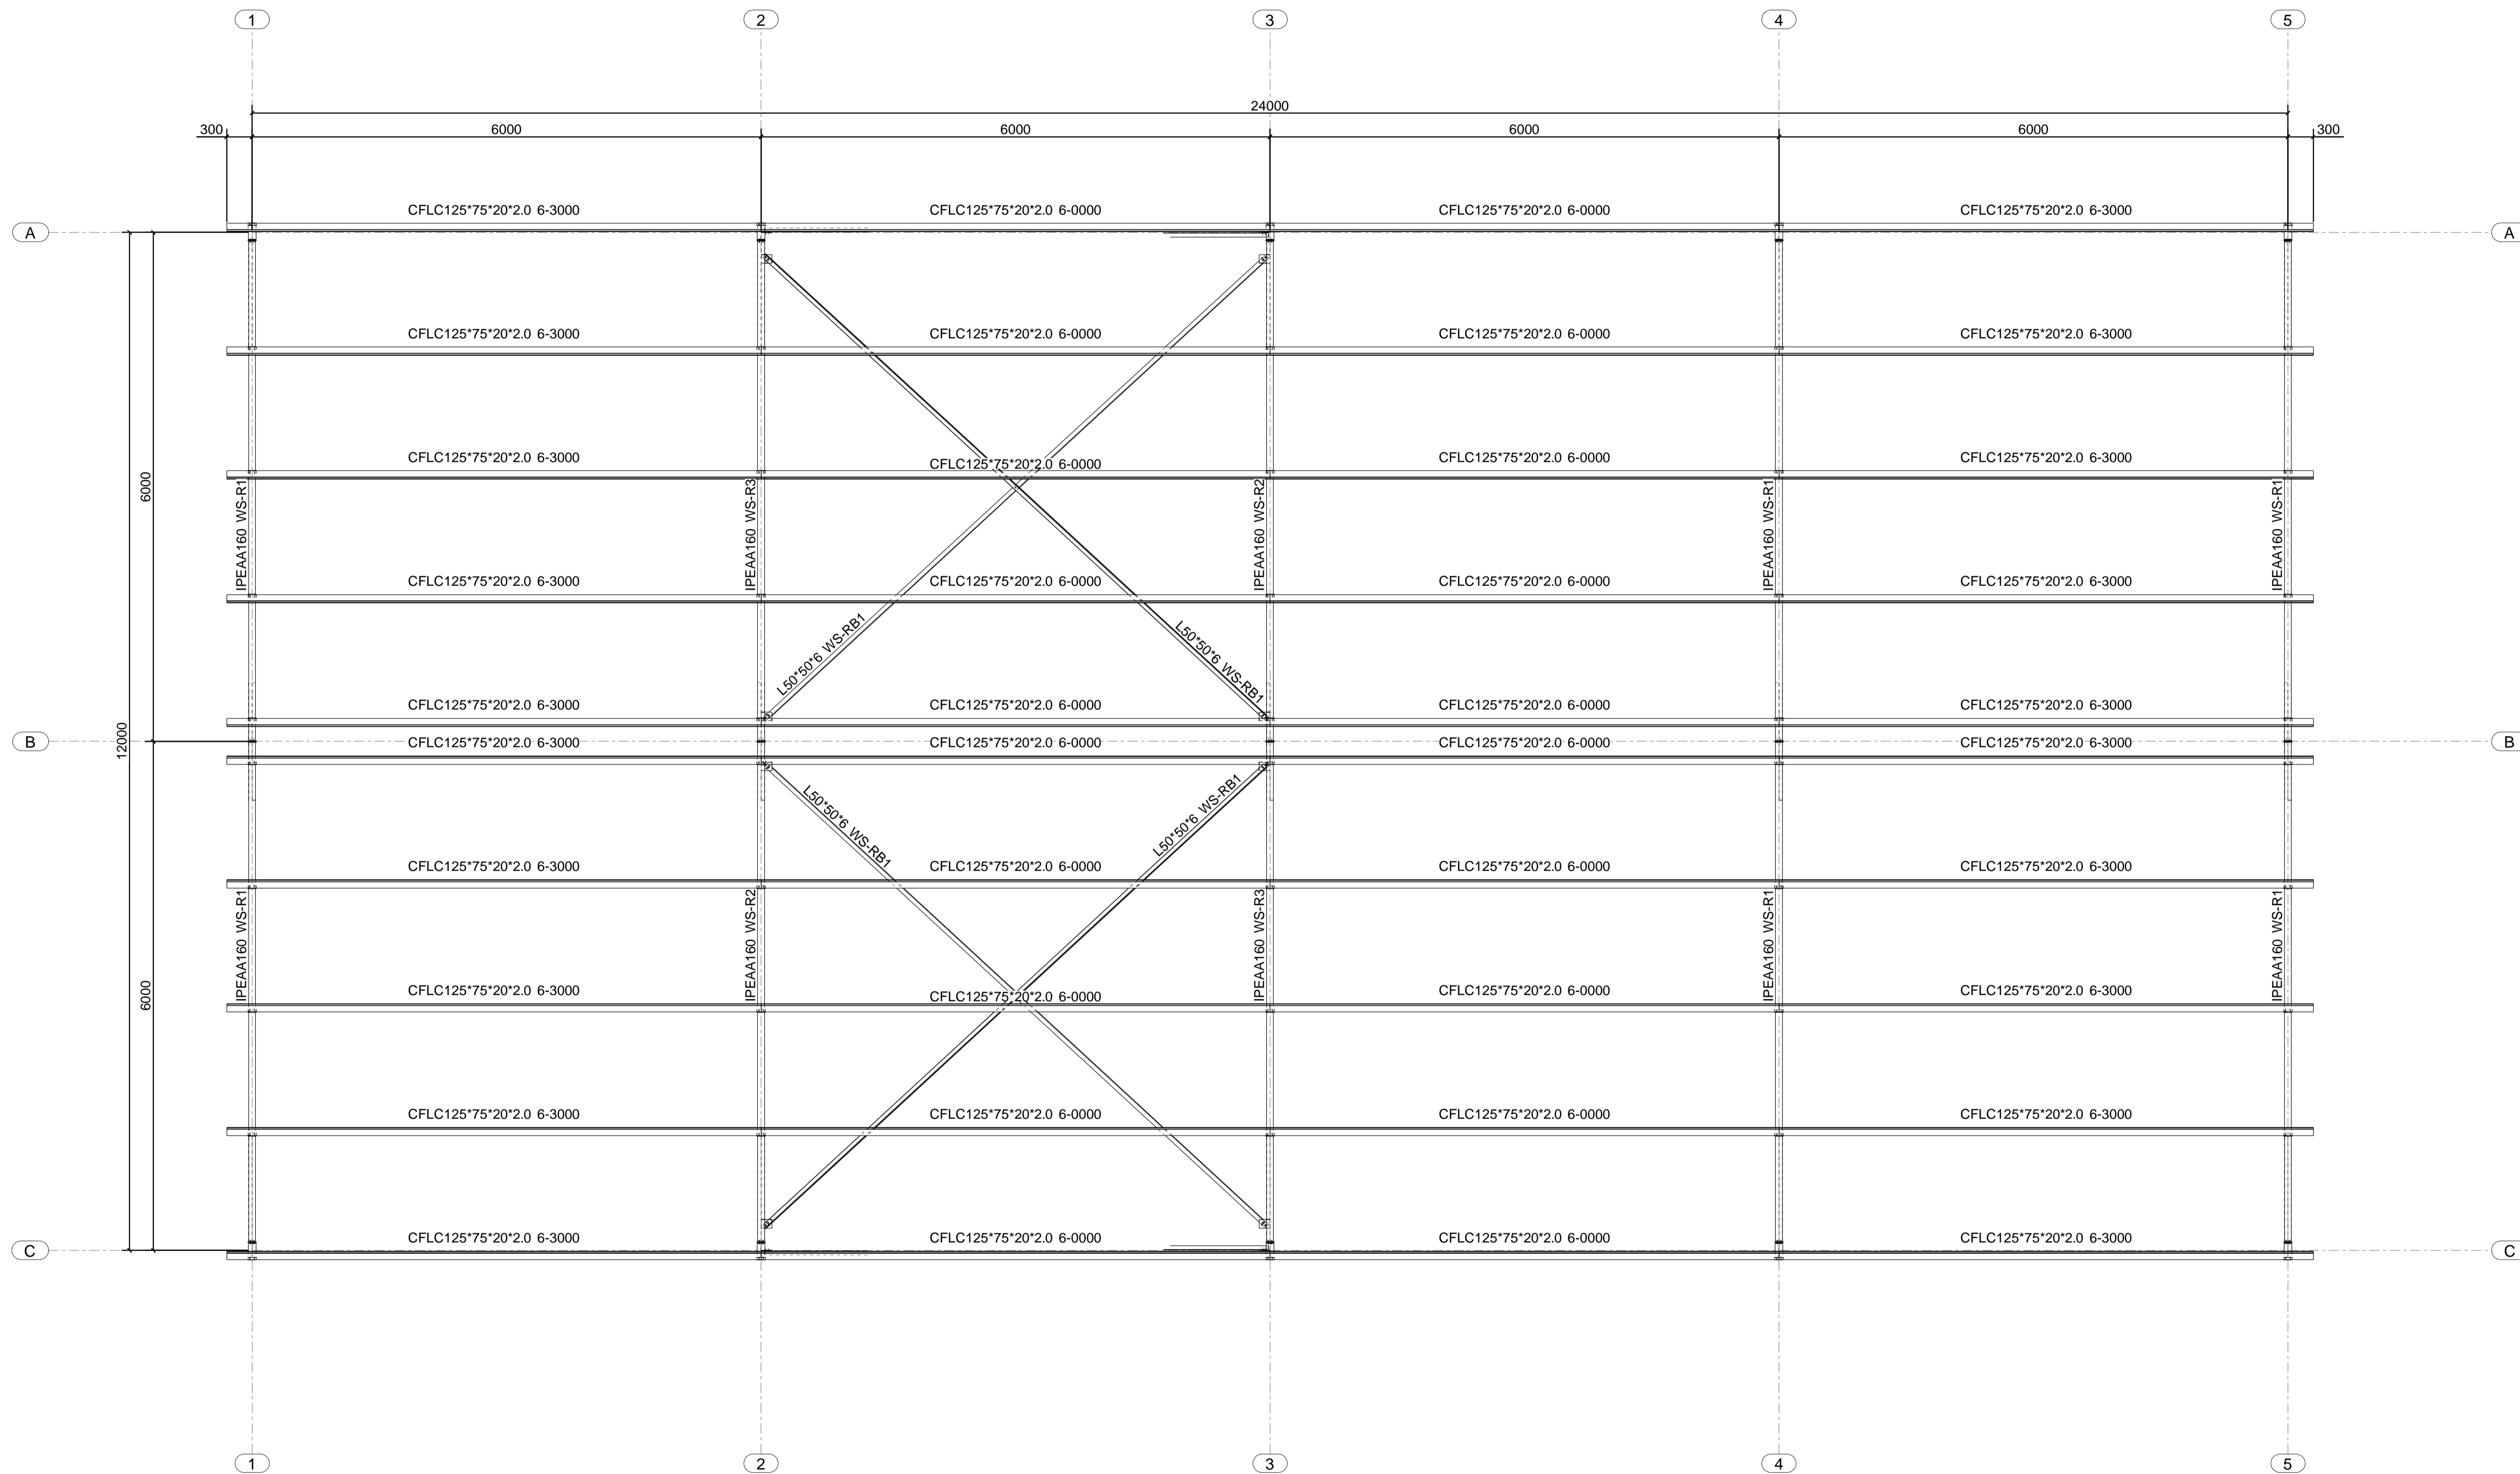 1 2 3 4 5
24000
300 6000 6000 6000 6000 300
CFLC125*75*20*2.0 6-3000 CFLC125*75*20*2.0 6-0000 CFLC125*75*20*2.0 6-0000 CFLC125*75*20*2.0 6-3000
A A
CFLC125*75*20*2.0 6-3000 CFLC125*75*20*2.0 6-0000 CFLC125*75*20*2.0 6-0000 CFLC125*75*20*2.0 6-3000
CFLC125*75*20*2.0 6-3000 CFLC125*75*20*2.0 6-0000 CFLC125*75*20*2.0 6-0000 CFLC125*75*20*2.0 6-3000
6000
IPEAA160 WS-R1 IPEAA160 WS-R3 IPEAA160 WS-R2 IPEAA160 WS-R1 IPEAA160 WS-R1
CFLC125*75*20*2.0 6-3000 CFLC125*75*20*2.0 6-0000 CFLC125*75*20*2.0 6-0000 CFLC125*75*20*2.0 6-3000
L50*50*6 WS-RB1 L50*50*6 WS-RB1
CFLC125*75*20*2.0 6-3000 CFLC125*75*20*2.0 6-0000 CFLC125*75*20*2.0 6-0000 CFLC125*75*20*2.0 6-3000
12000
B B
CFLC125*75*20*2.0 6-3000 CFLC125*75*20*2.0 6-0000 CFLC125*75*20*2.0 6-0000 CFLC125*75*20*2.0 6-3000
L50*50*6 WS-RB1 L50*50*6 WS-RB1
CFLC125*75*20*2.0 6-3000 CFLC125*75*20*2.0 6-0000 CFLC125*75*20*2.0 6-0000 CFLC125*75*20*2.0 6-3000
IPEAA160 WS-R1 IPEAA160 WS-R2 IPEAA160 WS-R3 IPEAA160 WS-R1 IPEAA160 WS-R1
6000
CFLC125*75*20*2.0 6-3000 CFLC125*75*20*2.0 6-0000 CFLC125*75*20*2.0 6-0000 CFLC125*75*20*2.0 6-3000
CFLC125*75*20*2.0 6-3000 CFLC125*75*20*2.0 6-0000 CFLC125*75*20*2.0 6-0000 CFLC125*75*20*2.0 6-3000
CFLC125*75*20*2.0 6-3000 CFLC125*75*20*2.0 6-0000 CFLC125*75*20*2.0 6-0000 CFLC125*75*20*2.0 6-3000
C C
1 2 3 4 5